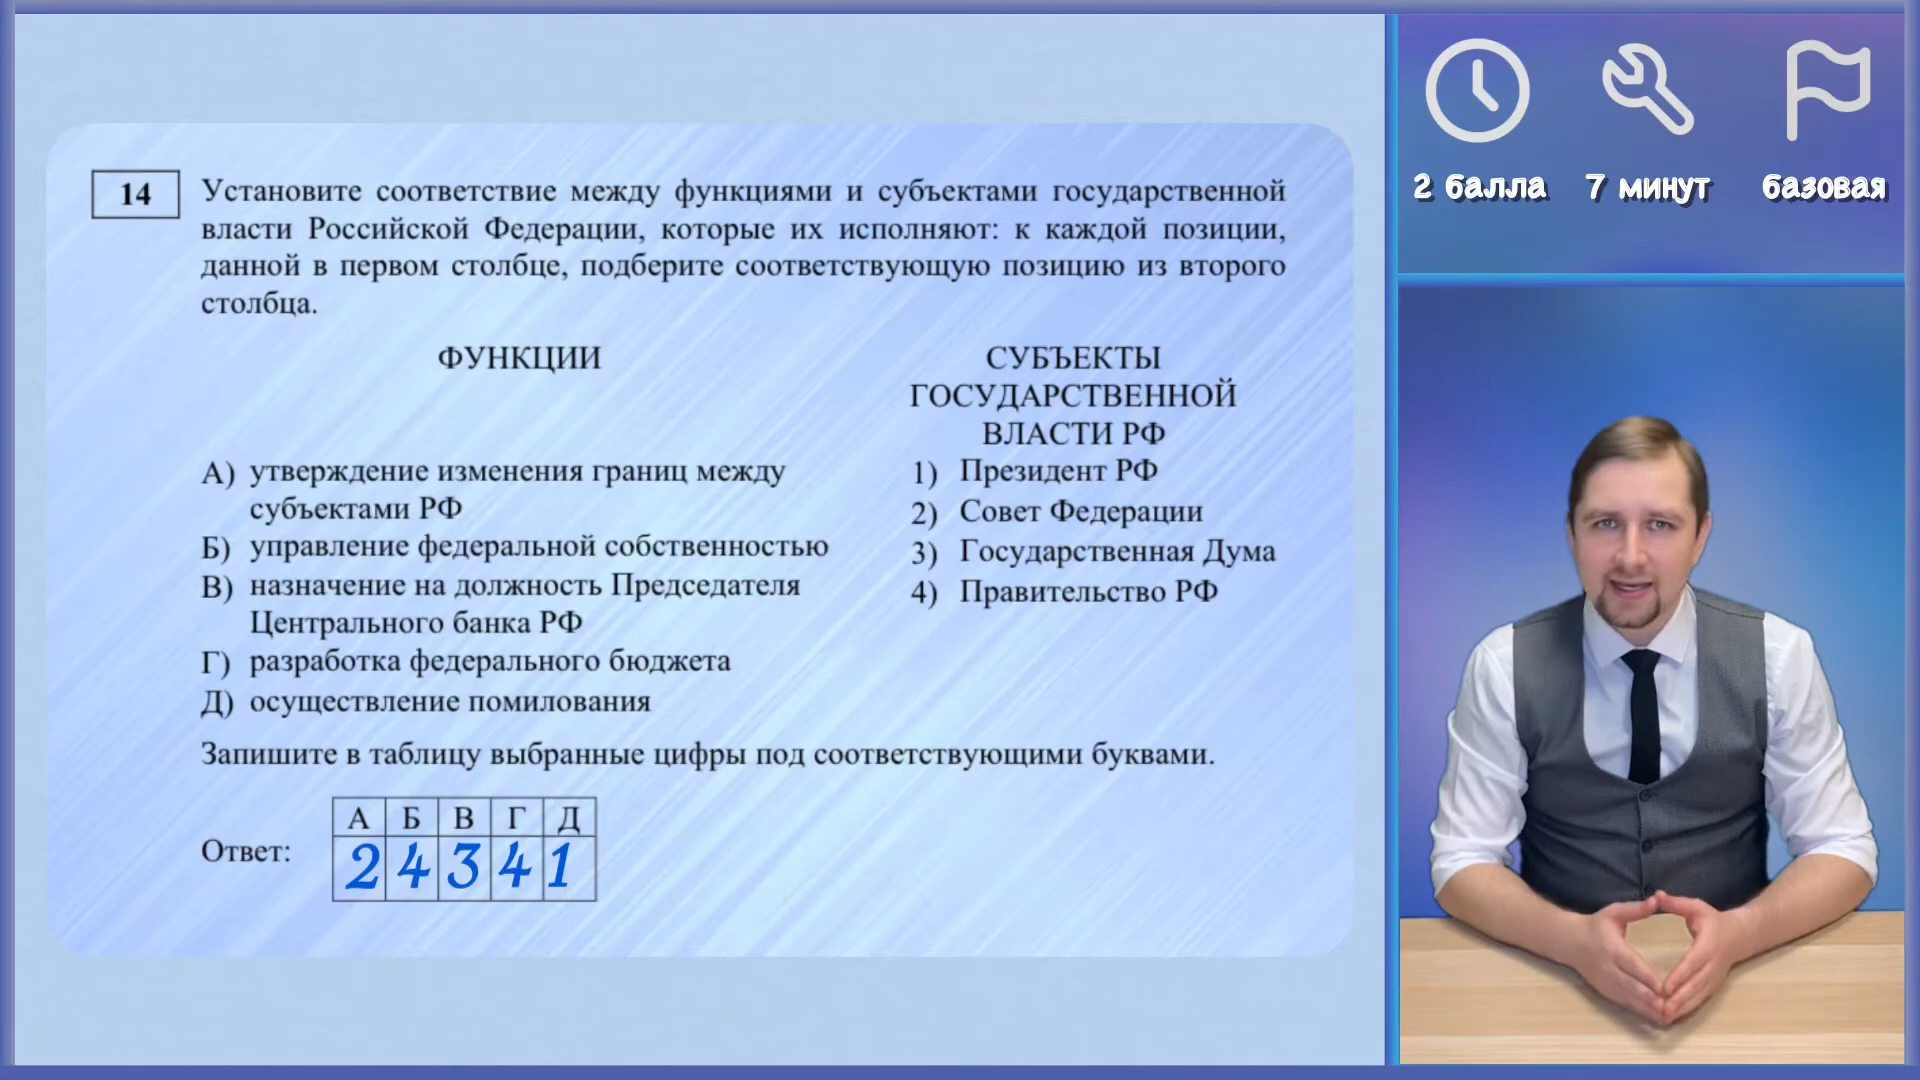 14
Установите соответствие между функциями и субъектами государственной
власти Российской Федерации, которые их исполняют: к каждой позиции,
данной в первом столбце, подберите соответствующую позицию из второго
столбца.
ФУНКЦИИ
А) утверждение изменения границ между
субъектами РФ
Б) управление федеральной собственностью
В) назначение на должность Председателя
Центрального банка РФ
Г) разработка федерального бюджета
Д) осуществление помилования
СУБЪЕКТЫ
ГОСУДАРСТВЕННОЙ
ВЛАСТИ РФ
1) Президент РФ
2) Совет Федерации
3) Государственная Дума
4) Правительство РФ
Запишите в таблицу выбранные цифры под соответствующими буквами.
Ответ:
А Б В Г Д
2 4 3 4 1
2 балла 7 минут базовая